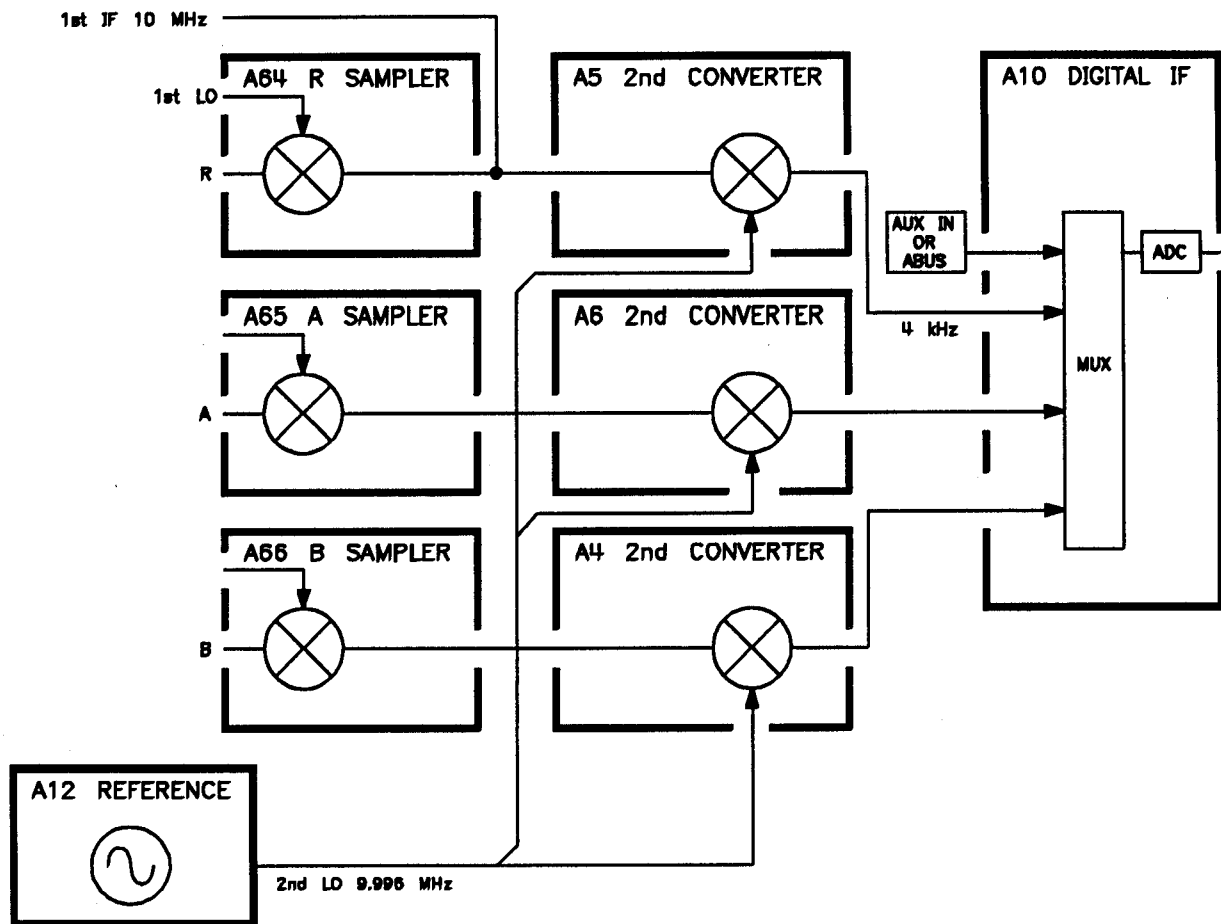 1st IF 10 MHz
A64 R SAMPLER
A5 2nd CONVERTER
A10 DIGITAL IF
1st LO
R
AUX IN
OR
ABUS
ADC
A65 A SAMPLER
A6 2nd CONVERTER
4 kHz
MUX
A
A66 B SAMPLER
A4 2nd CONVERTER
B
A12 REFERENCE
2nd LO 9.996 MHz